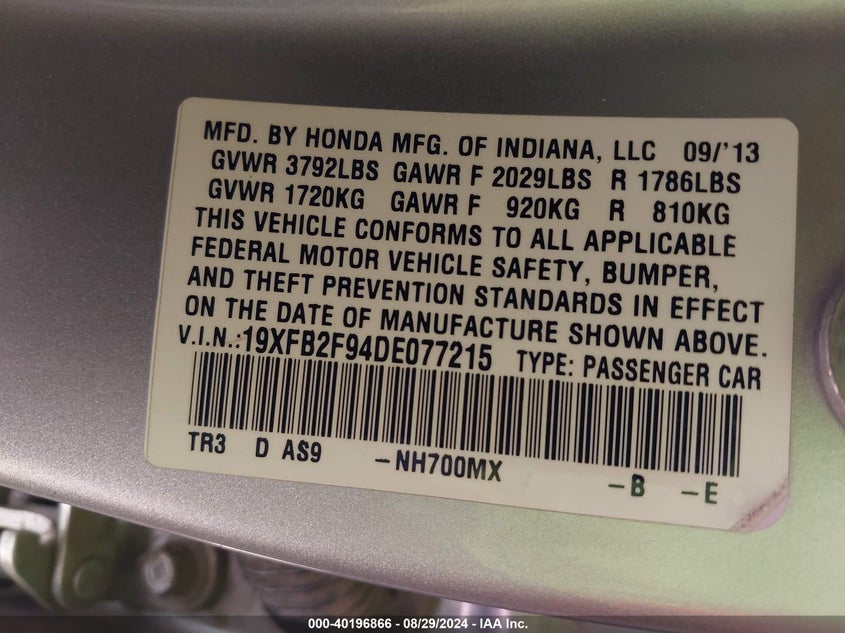 MFD. BY HONDA MFG. OF INDIANA, LLC 09/'13
GVWR 3792LBS GAWR F 2029LBS R 1786LBS
GVWR 1720KG GAWR F 920KG R 810KG
THIS VEHICLE CONFORMS TO ALL APPLICABLE
FEDERAL MOTOR VEHICLE SAFETY, BUMPER,
AND THEFT PREVENTION STANDARDS IN EFFECT
ON THE DATE OF MANUFACTURE SHOWN ABOVE.
V.I.N.: 19XFB2F94DE077215 TYPE: PASSENGER CAR
TR3 D AS9 -NH700MX -B -E
000-40196866 - 08/29/2024 - IAA Inc.